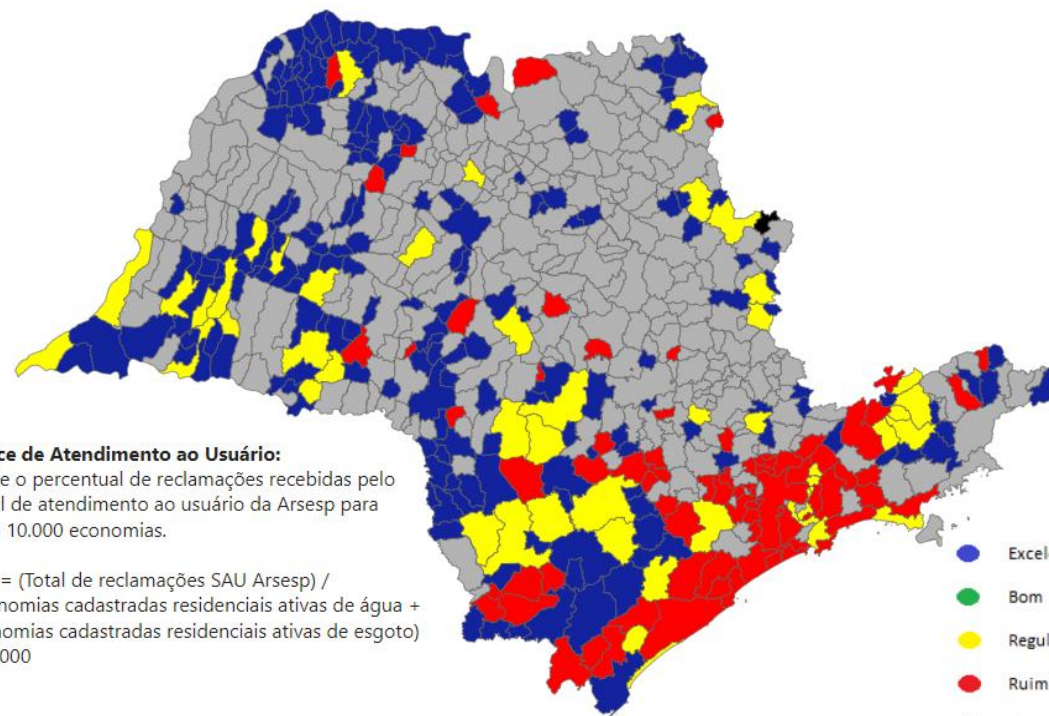 ce de Atendimento ao Usuário:
e o percentual de reclamações recebidas pelo
l de atendimento ao usuário da Arsesp para
10.000 economias.
= (Total de reclamações SAU Arsesp) /
nomias cadastradas residenciais ativas de água +
nomias cadastradas residenciais ativas de esgoto)
000
Excel
Bom
Regul
Ruim